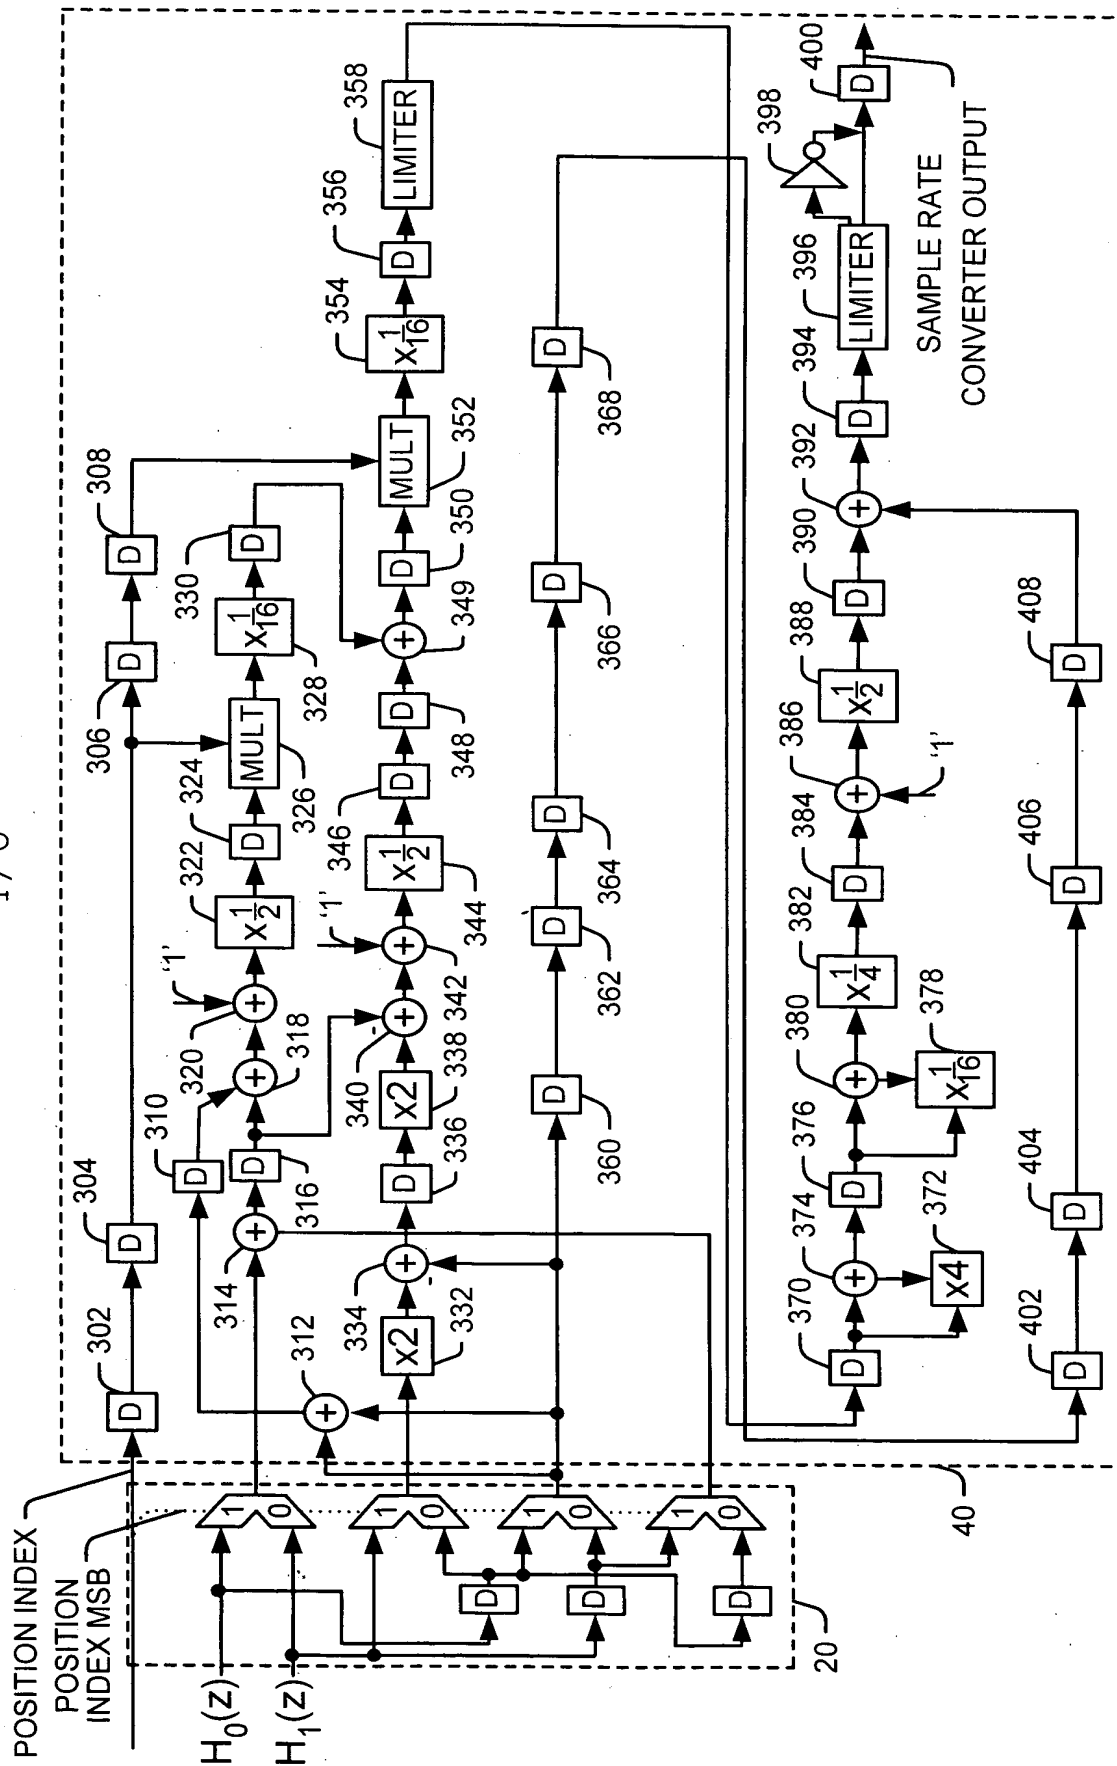 POSITION INDEX
POSITION
INDEX MSB
H0(z)
H1(z)
1 0
1 0
1 0
1 0
D
D
D
20
40
302
D
304
D
306
D
308
D
310
D
312
+
314
+
316
D
318
+
320
+
'1'
322
x1/2
324
D
326
MULT
328
x1/16
330
D
332
x2
334
+
336
D
338
x2
340
+
342
+
'1'
344
x1/2
346
D
348
D
349
+
350
D
352
MULT
354
x1/16
356
D
358
LIMITER
360
D
362
D
364
D
366
D
368
D
370
D
372
x4
374
+
376
D
378
x1/16
380
+
382
x1/4
384
D
386
+
'1'
388
x1/2
390
D
392
+
394
D
396
LIMITER
398
400
D
402
D
404
D
406
D
408
D
SAMPLE RATE
CONVERTER OUTPUT